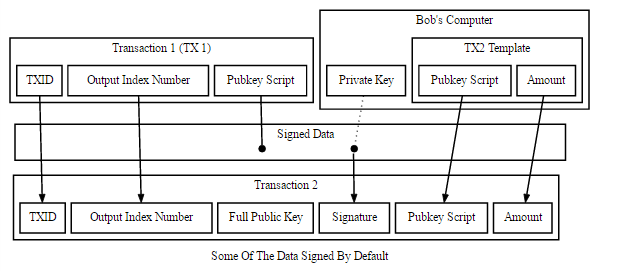 Bob's Computer
Transaction 1 (TX 1)
TX2 Template
TXID
Output Index Number
Pubkey Script
Private Key
Pubkey Script
Amount
Signed Data
Transaction 2
TXID
Output Index Number
Full Public Key
Signature
Pubkey Script
Amount
Some Of The Data Signed By Default